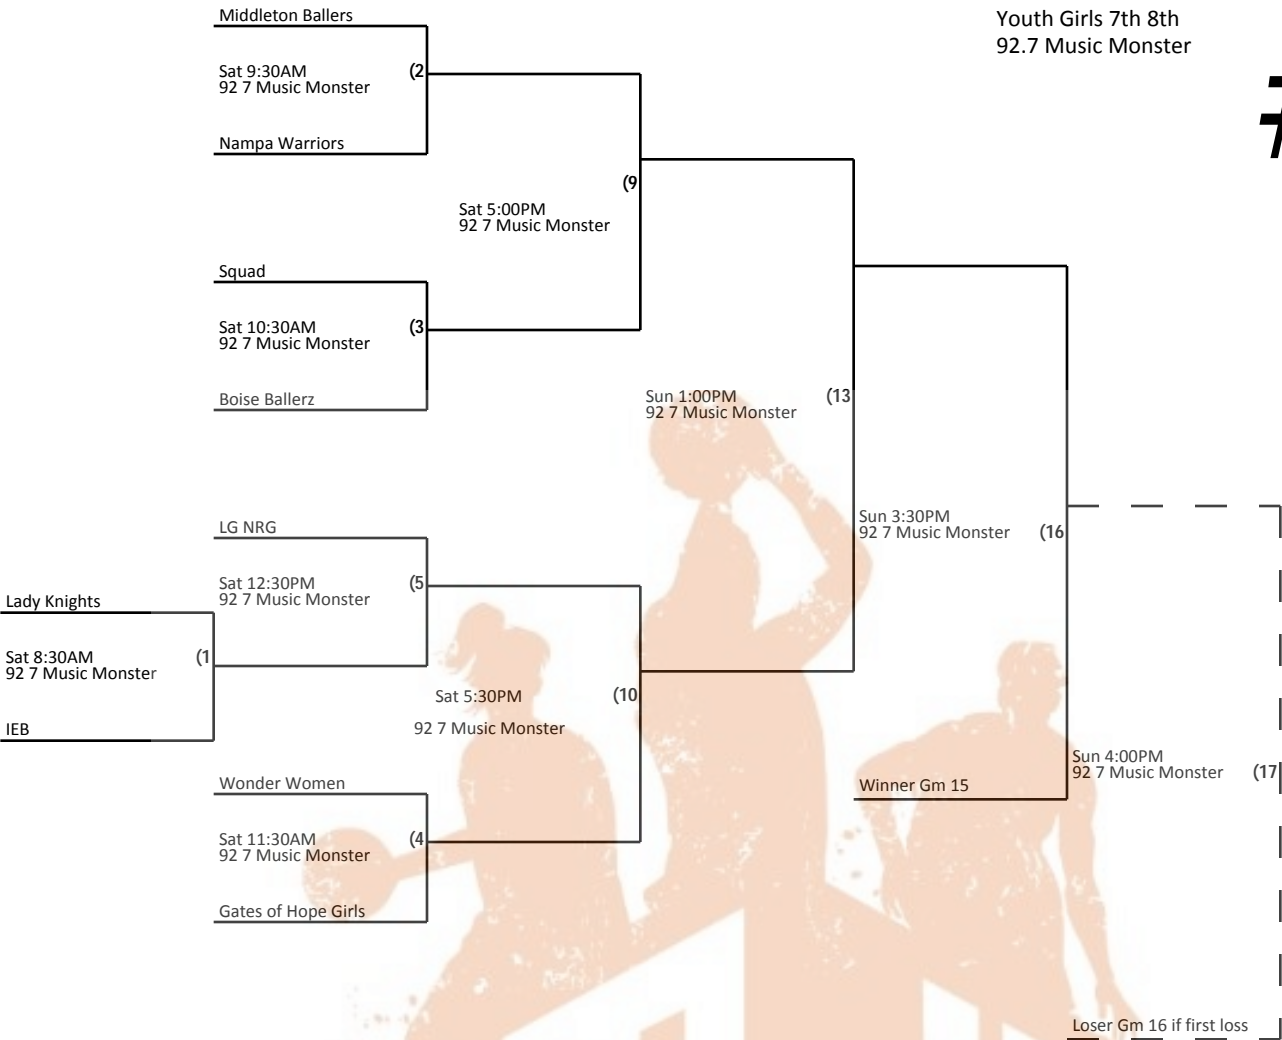 Middleton Ballers
Youth Girls 7th 8th
92.7 Music Monster
Sat 9:30AM
92 7 Music Monster
(2
Nampa Warriors
(9
Sat 5:00PM
92 7 Music Monster
Squad
Sat 10:30AM
92 7 Music Monster
(3
Boise Ballerz
Sun 1:00PM
92 7 Music Monster
(13
LG NRG
Sun 3:30PM
92 7 Music Monster
(16
Sat 12:30PM
92 7 Music Monster
(5
Lady Knights
Sat 8:30AM
92 7 Music Monster
(1
Sat 5:30PM
92 7 Music Monster
(10
IEB
Sun 4:00PM
92 7 Music Monster
(17
Wonder Women
Winner Gm 15
Sat 11:30AM
92 7 Music Monster
(4
Gates of Hope Girls
Loser Gm 16 if first loss